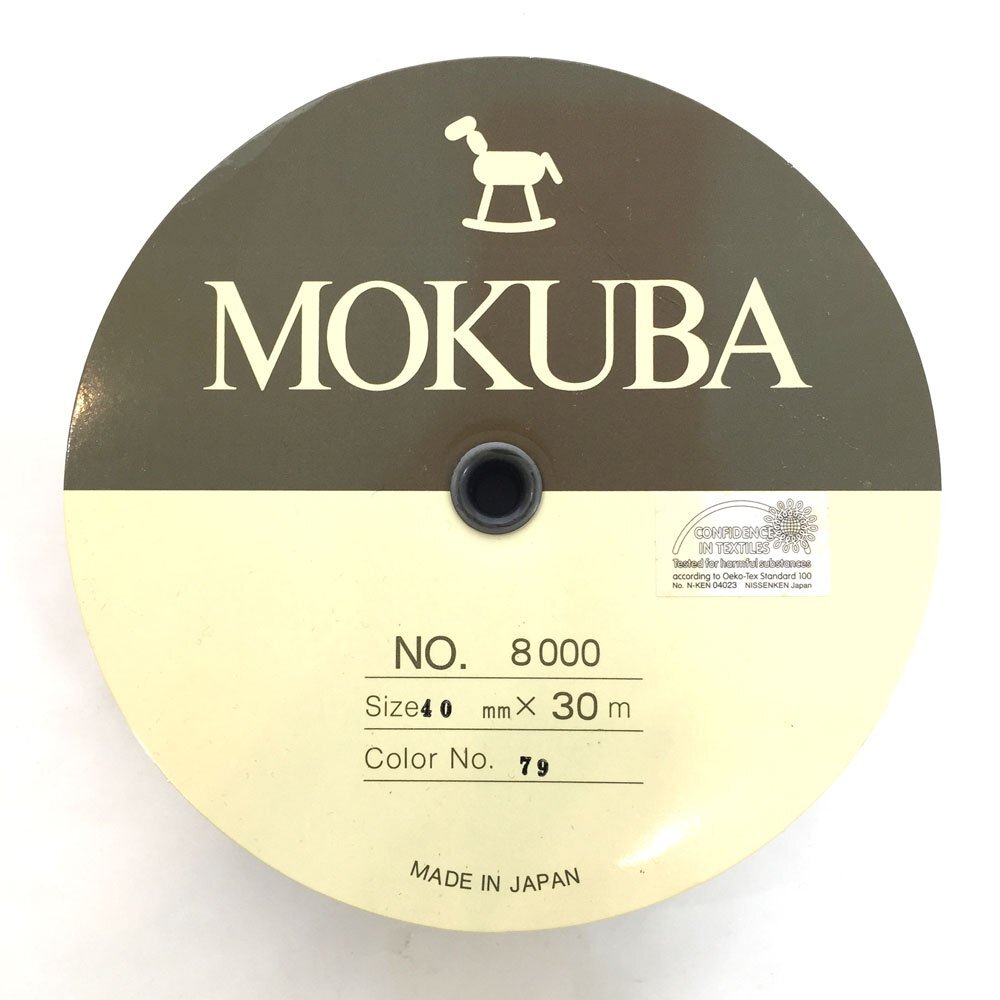 MOKUBA
CONFIDENCE
IN TEXTILES
Tested for harmful substances
according to Oeko-Tex Standard 100
No. N-KEN 04023 NISSENKEN Japan
NO. 8000
Size 40 mm × 30 m
Color No. 79
MADE IN JAPAN